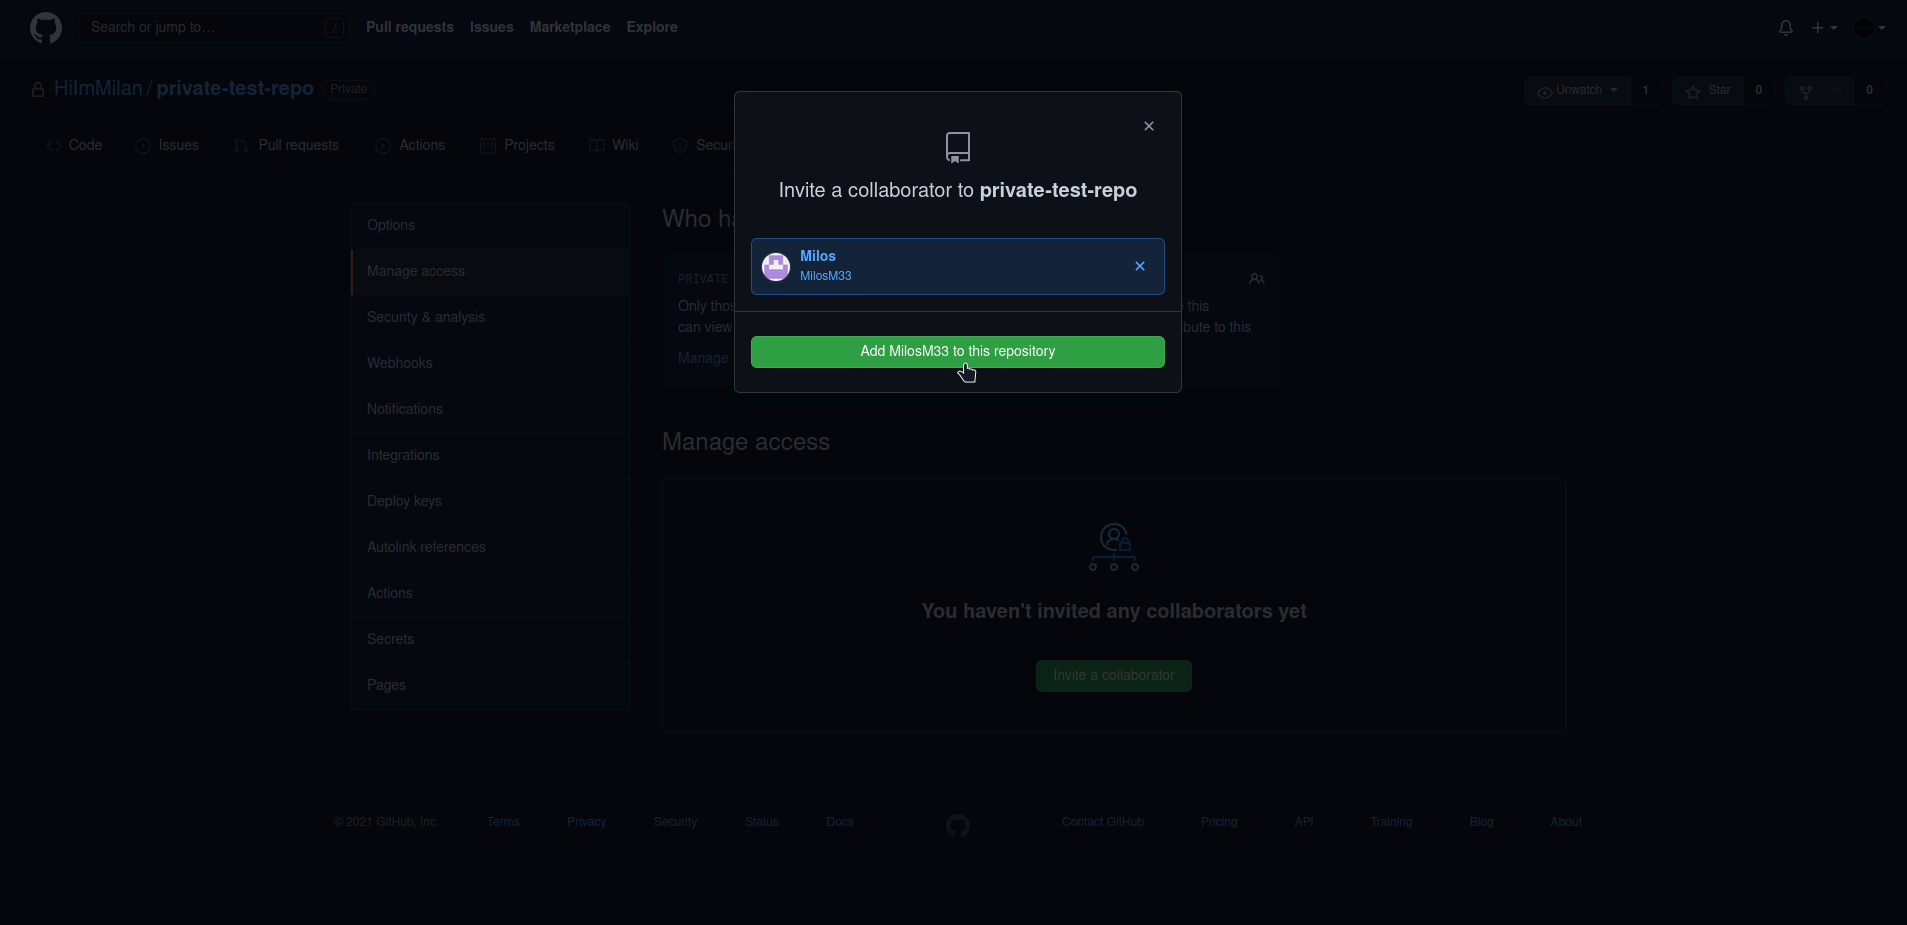 Search or jump to... /
Pull requests Issues Marketplace Explore
HiImMilan / private-test-repo Private
Unwatch 1 Star 0 Fork 0
Code Issues Pull requests Actions Projects Wiki Secur
Invite a collaborator to private-test-repo
Milos
MilosM33
Add MilosM33 to this repository
Options
Manage access
Security & analysis
Webhooks
Notifications
Integrations
Deploy keys
Autolink references
Actions
Secrets
Pages
Who ha
PRIVATE
Only thos
this
can view
bute to this
Manage
Manage access
You haven't invited any collaborators yet
Invite a collaborator
© 2021 GitHub, Inc. Terms Privacy Security Status Docs Contact GitHub Pricing API Training Blog About